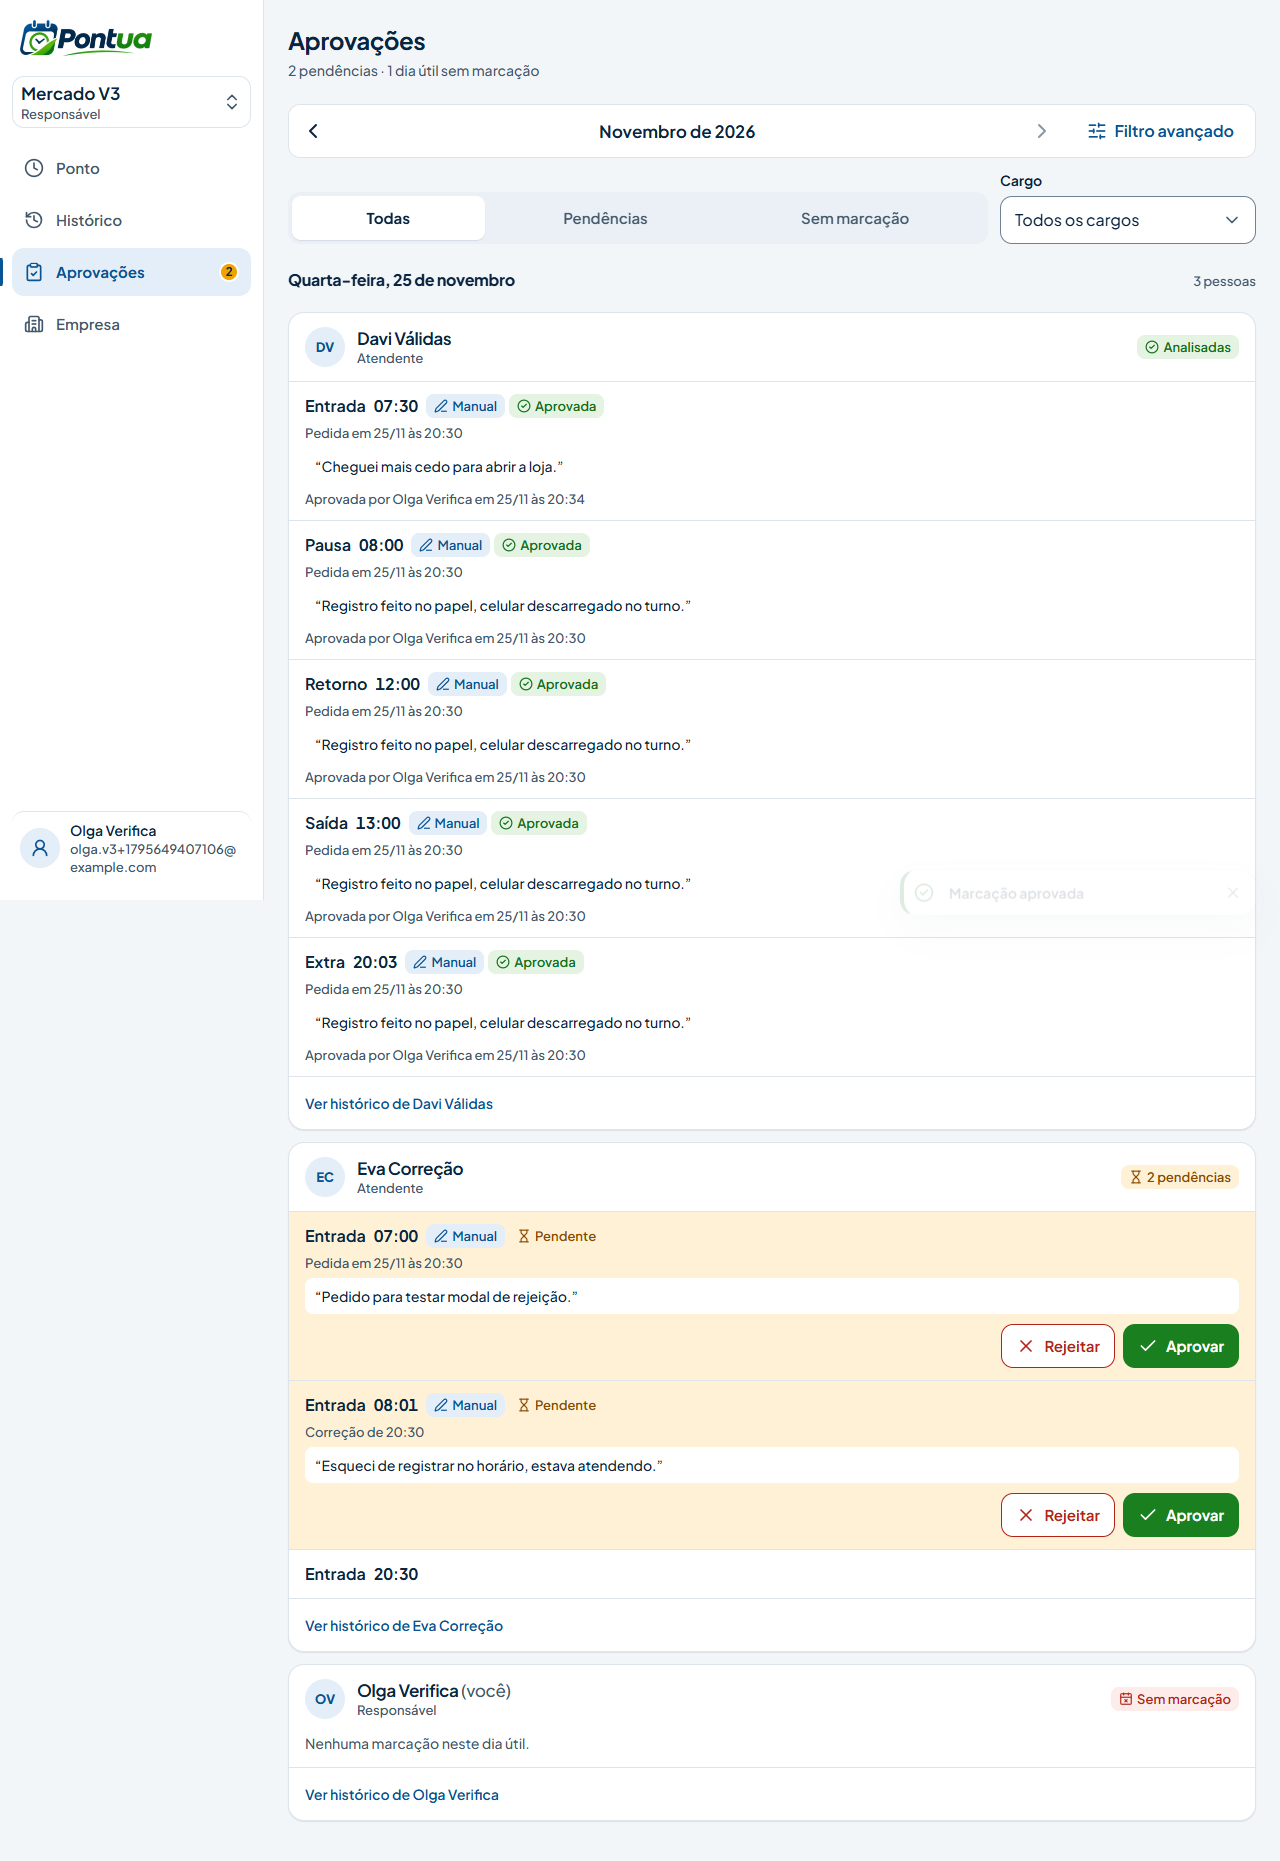 Pontua
Mercado V3
Responsável
Ponto
Histórico
Aprovações
2
Empresa
Olga Verifica
olga.v3+1795649407106@
example.com
Aprovações
2 pendências · 1 dia útil sem marcação
Novembro de 2026
Filtro avançado
Todas
Pendências
Sem marcação
Cargo
Todos os cargos
Quarta-feira, 25 de novembro
3 pessoas
DV
Davi Válidas
Atendente
Analisadas
Entrada 07:30 Manual Aprovada
Pedida em 25/11 às 20:30
“Cheguei mais cedo para abrir a loja.”
Aprovada por Olga Verifica em 25/11 às 20:34
Pausa 08:00 Manual Aprovada
Pedida em 25/11 às 20:30
“Registro feito no papel, celular descarregado no turno.”
Aprovada por Olga Verifica em 25/11 às 20:30
Retorno 12:00 Manual Aprovada
Pedida em 25/11 às 20:30
“Registro feito no papel, celular descarregado no turno.”
Aprovada por Olga Verifica em 25/11 às 20:30
Saída 13:00 Manual Aprovada
Pedida em 25/11 às 20:30
“Registro feito no papel, celular descarregado no turno.”
Marcação aprovada
Aprovada por Olga Verifica em 25/11 às 20:30
Extra 20:03 Manual Aprovada
Pedida em 25/11 às 20:30
“Registro feito no papel, celular descarregado no turno.”
Aprovada por Olga Verifica em 25/11 às 20:30
Ver histórico de Davi Válidas
EC
Eva Correção
Atendente
2 pendências
Entrada 07:00 Manual Pendente
Pedida em 25/11 às 20:30
“Pedido para testar modal de rejeição.”
Rejeitar
Aprovar
Entrada 08:01 Manual Pendente
Correção de 20:30
“Esqueci de registrar no horário, estava atendendo.”
Rejeitar
Aprovar
Entrada 20:30
Ver histórico de Eva Correção
OV
Olga Verifica (você)
Responsável
Sem marcação
Nenhuma marcação neste dia útil.
Ver histórico de Olga Verifica